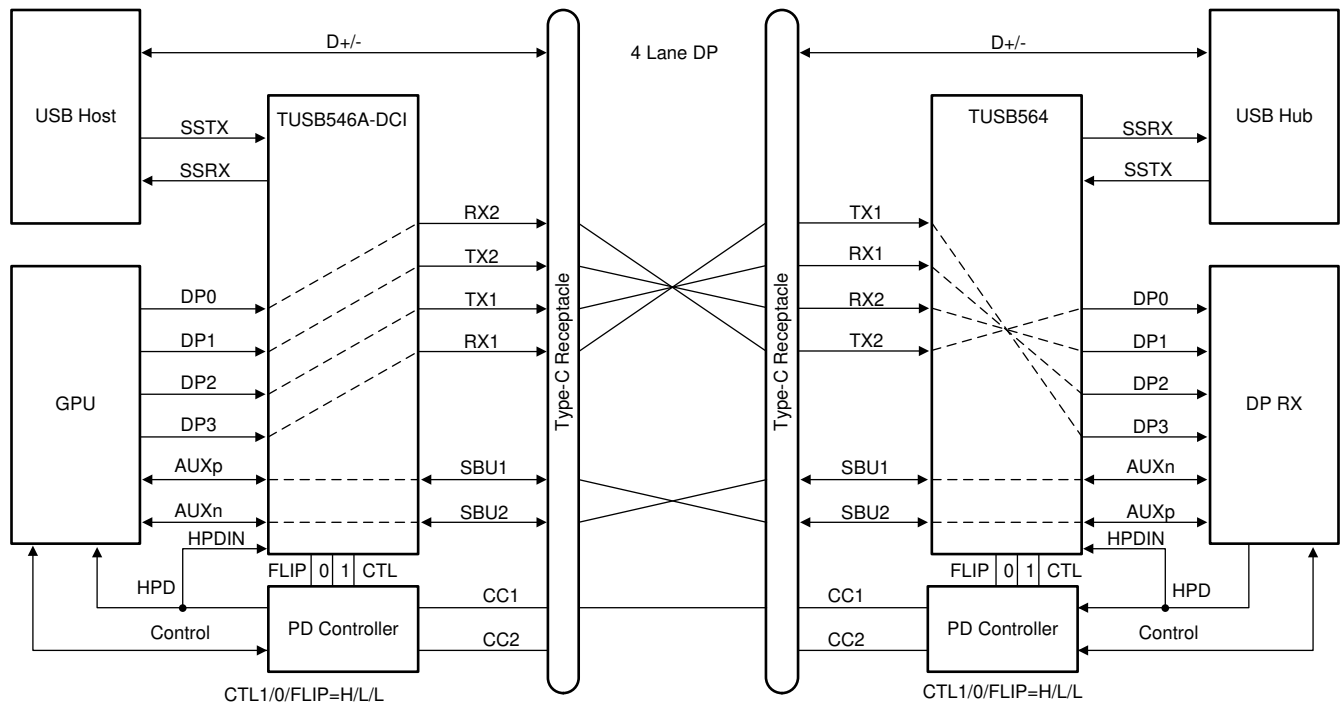 D+/-
4 Lane DP
D+/-
USB Host
TUSB546A-DCI
TUSB564
USB Hub
SSTX
SSRX
SSRX
SSTX
RX2
TX2
TX1
RX1
Type-C Receptacle
Type-C Receptacle
TX1
RX1
RX2
TX2
GPU
DP0
DP1
DP2
DP3
AUXp
AUXn
HPDIN
SBU1
SBU2
SBU1
SBU2
DP0
DP1
DP2
DP3
AUXn
AUXp
HPDIN
DP RX
FLIP 0 1 CTL
FLIP 0 1 CTL
HPD
Control
PD Controller
CC1
CC2
CC1
CC2
PD Controller
HPD
Control
CTL1/0/FLIP=H/L/L
CTL1/0/FLIP=H/L/L